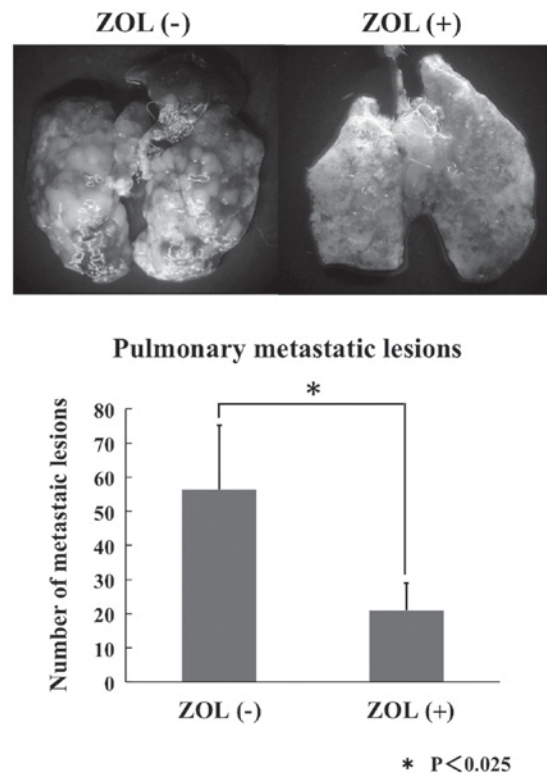 ZOL (-) ZOL (+)
Pulmonary metastatic lesions
*
Number of metastaic lesions
80
70
60
50
40
30
20
10
0
ZOL (-) ZOL (+)
* P<0.025